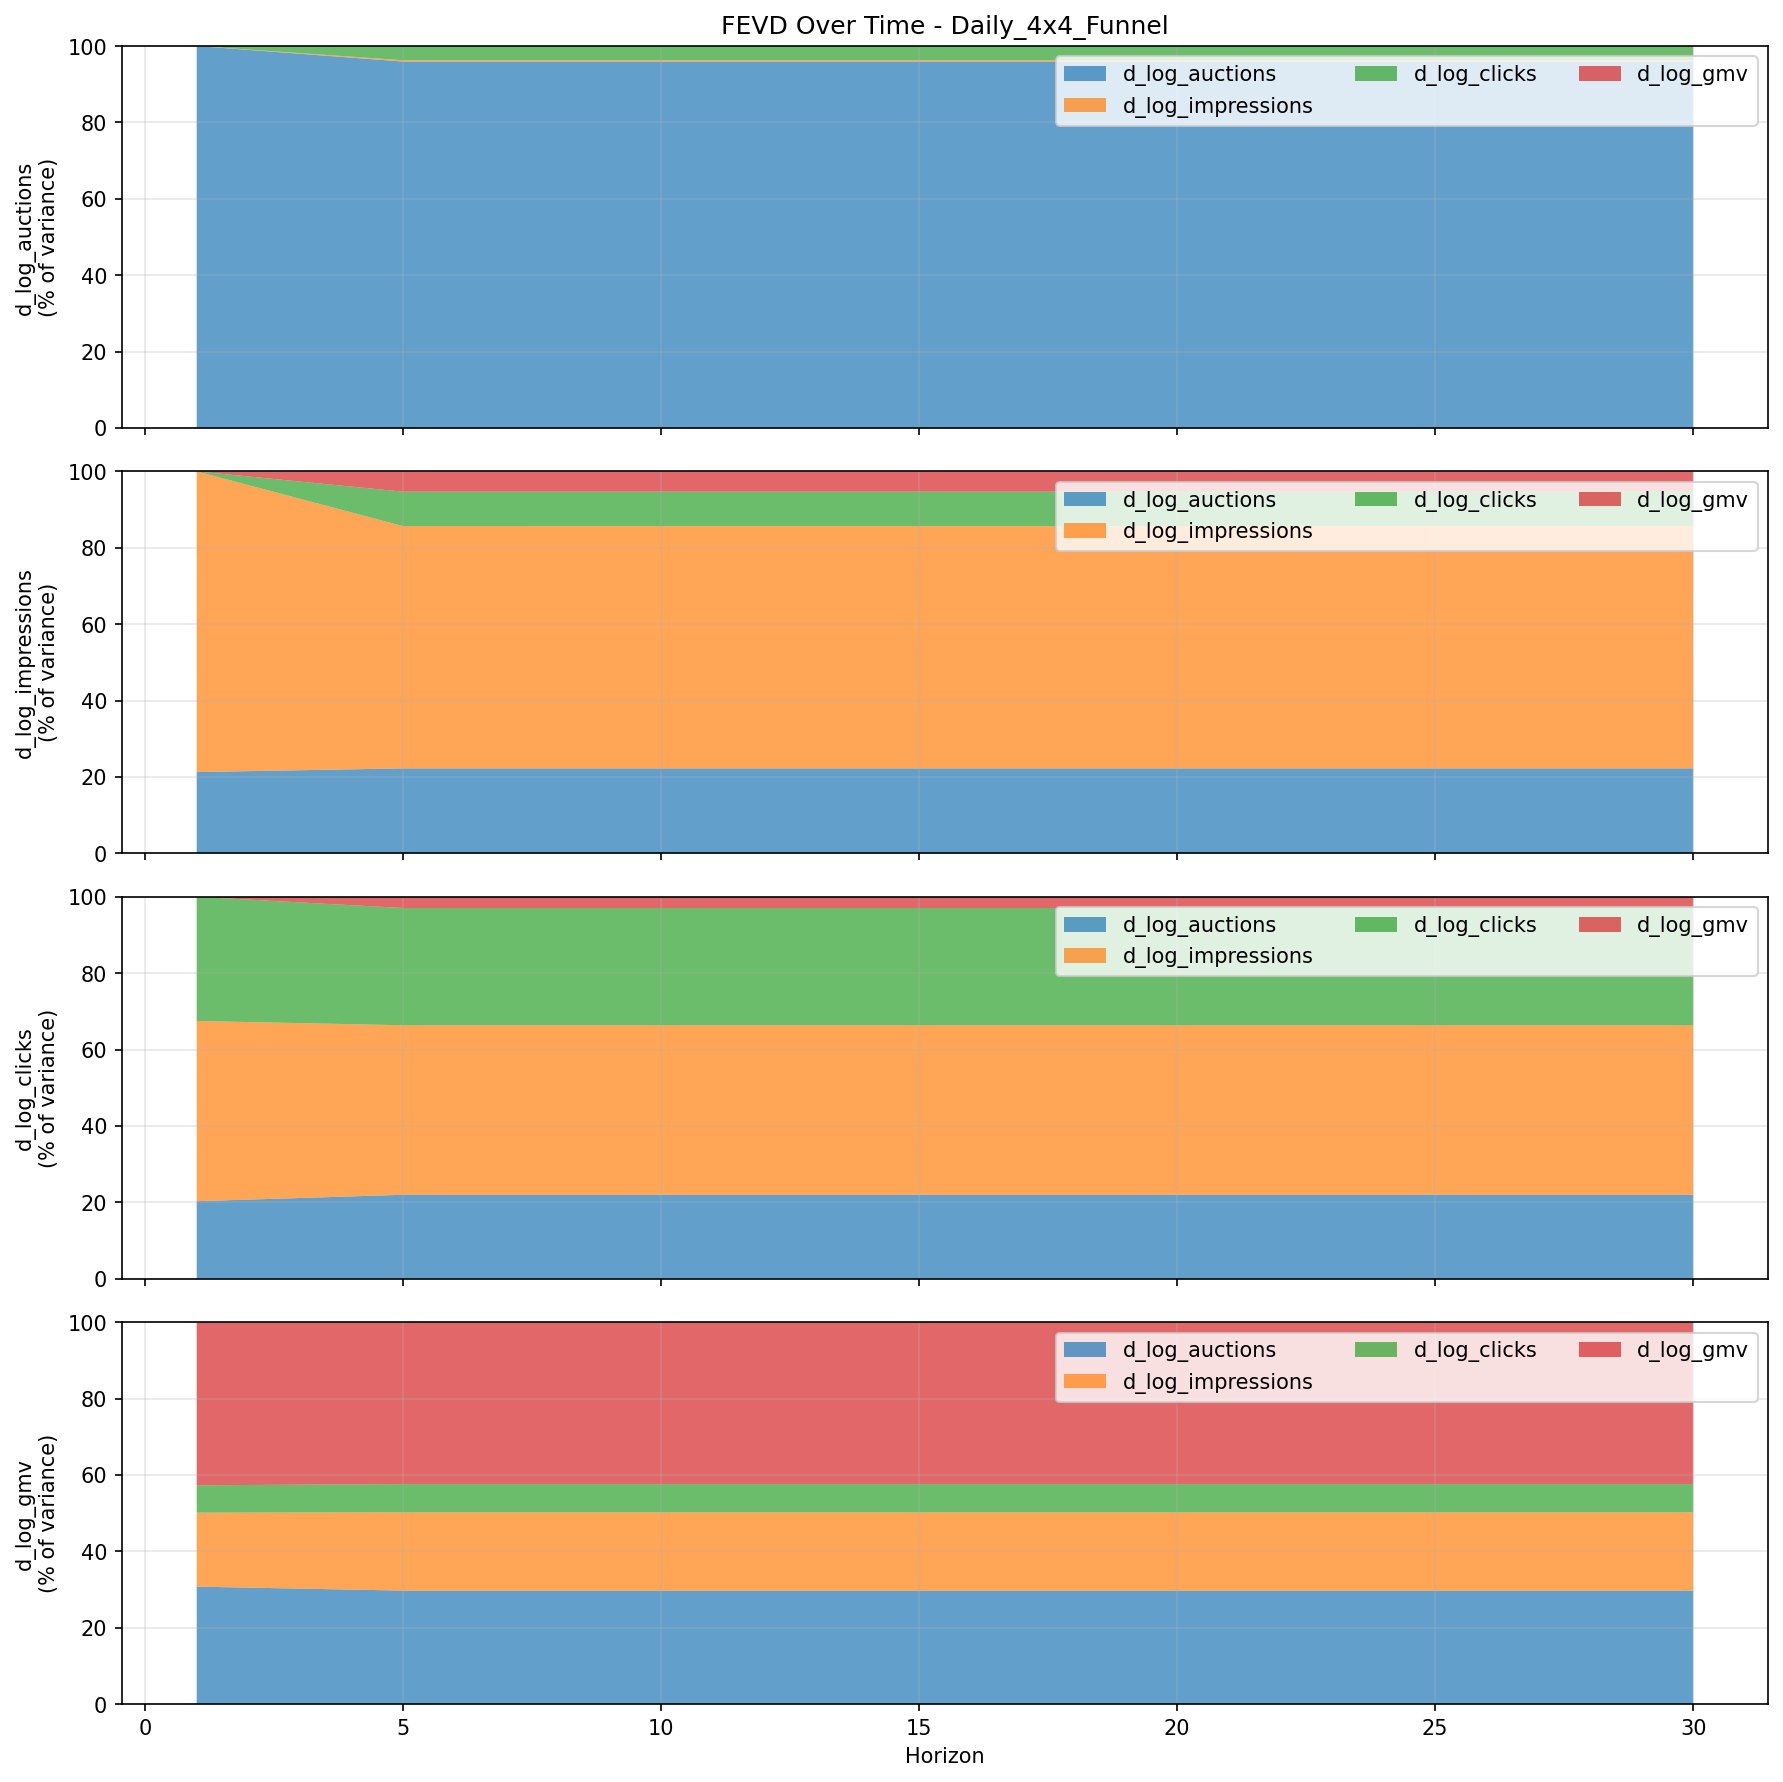 FEVD Over Time - Daily_4x4_Funnel
d_log_auctions
(% of variance)
100
80
60
40
20
0
d_log_auctions d_log_clicks d_log_gmv
d_log_impressions
d_log_impressions
(% of variance)
100
80
60
40
20
0
d_log_auctions d_log_clicks d_log_gmv
d_log_impressions
d_log_clicks
(% of variance)
100
80
60
40
20
0
d_log_auctions d_log_clicks d_log_gmv
d_log_impressions
d_log_gmv
(% of variance)
100
80
60
40
20
0
d_log_auctions d_log_clicks d_log_gmv
d_log_impressions
0 5 10 15 20 25 30
Horizon